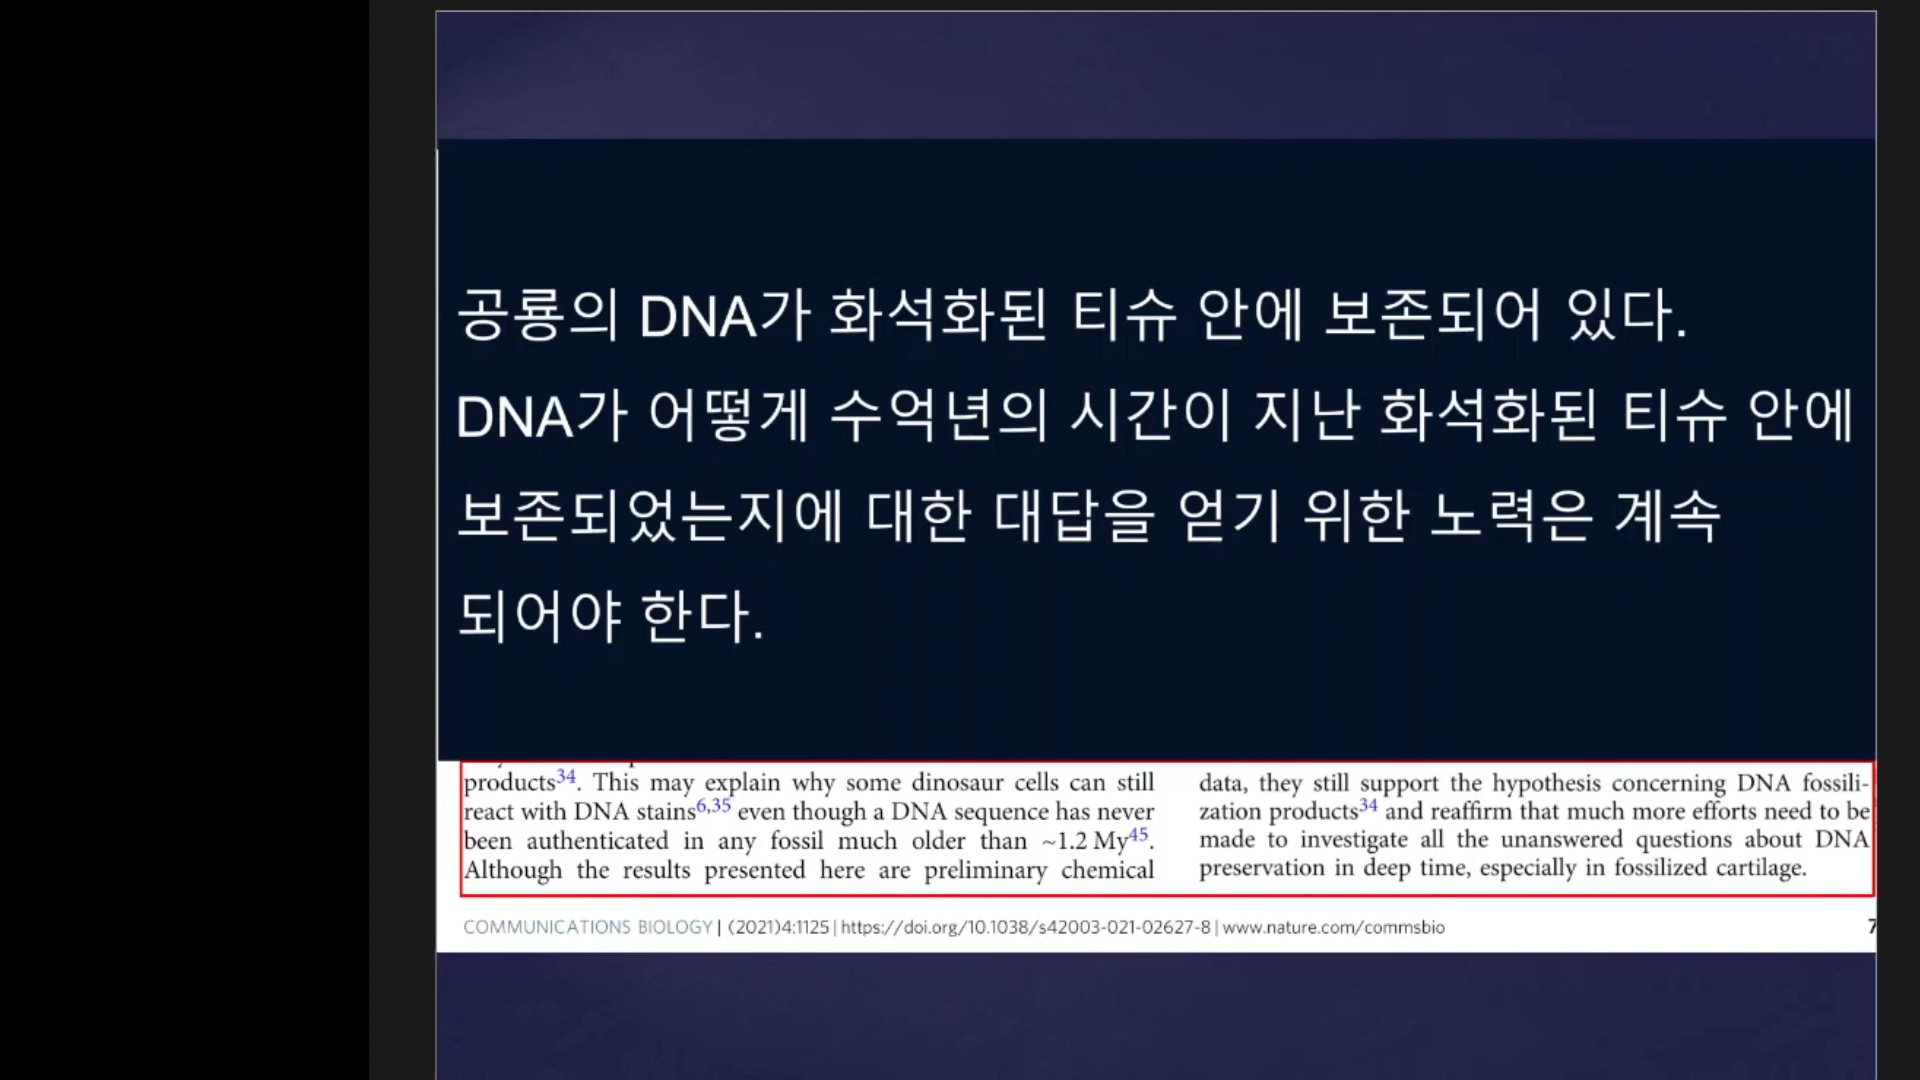 공룡의 DNA가 화석화된 티슈 안에 보존되어 있다.
DNA가 어떻게 수억년의 시간이 지난 화석화된 티슈 안에
보존되었는지에 대한 대답을 얻기 위한 노력은 계속
되어야 한다.
products34. This may explain why some dinosaur cells can still
react with DNA stains6,35 even though a DNA sequence has never
been authenticated in any fossil much older than ~1.2 My45.
Although the results presented here are preliminary chemical
data, they still support the hypothesis concerning DNA fossili-
zation products34 and reaffirm that much more efforts need to be
made to investigate all the unanswered questions about DNA
preservation in deep time, especially in fossilized cartilage.
COMMUNICATIONS BIOLOGY | (2021)4:1125 | https://doi.org/10.1038/s42003-021-02627-8 | www.nature.com/commsbio
7